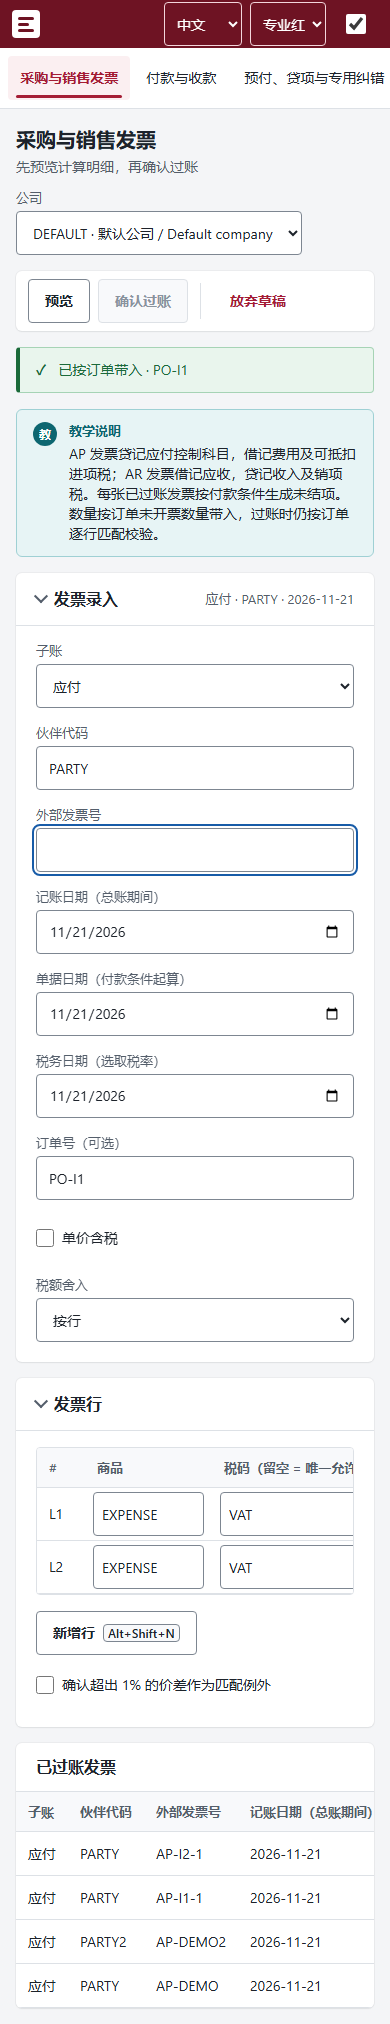 中文
专业红
采购与销售发票
付款与收款
预付、贷项与专用纠错
采购与销售发票
先预览计算明细，再确认过账
公司
DEFAULT · 默认公司 / Default company
预览
确认过账
放弃草稿
✓ 已按订单带入 · PO-I1
教
教学说明
AP 发票贷记应付控制科目，借记费用及可抵扣
进项税；AR 发票借记应收，贷记收入及销项
税。每张已过账发票按付款条件生成未结项。
数量按订单未开票数量带入，过账时仍按订单
逐行匹配校验。
发票录入
应付 · PARTY · 2026-11-21
子账
应付
伙伴代码
PARTY
外部发票号
记账日期（总账期间）
11/21/2026
单据日期（付款条件起算）
11/21/2026
税务日期（选取税率）
11/21/2026
订单号（可选）
PO-I1
单价含税
税额舍入
按行
发票行
# 商品 税码（留空 = 唯一允许
L1 EXPENSE VAT
L2 EXPENSE VAT
新增行 Alt+Shift+N
确认超出 1% 的价差作为匹配例外
已过账发票
子账 伙伴代码 外部发票号 记账日期（总账期间）
应付 PARTY AP-I2-1 2026-11-21
应付 PARTY AP-I1-1 2026-11-21
应付 PARTY2 AP-DEMO2 2026-11-21
应付 PARTY AP-DEMO 2026-11-21